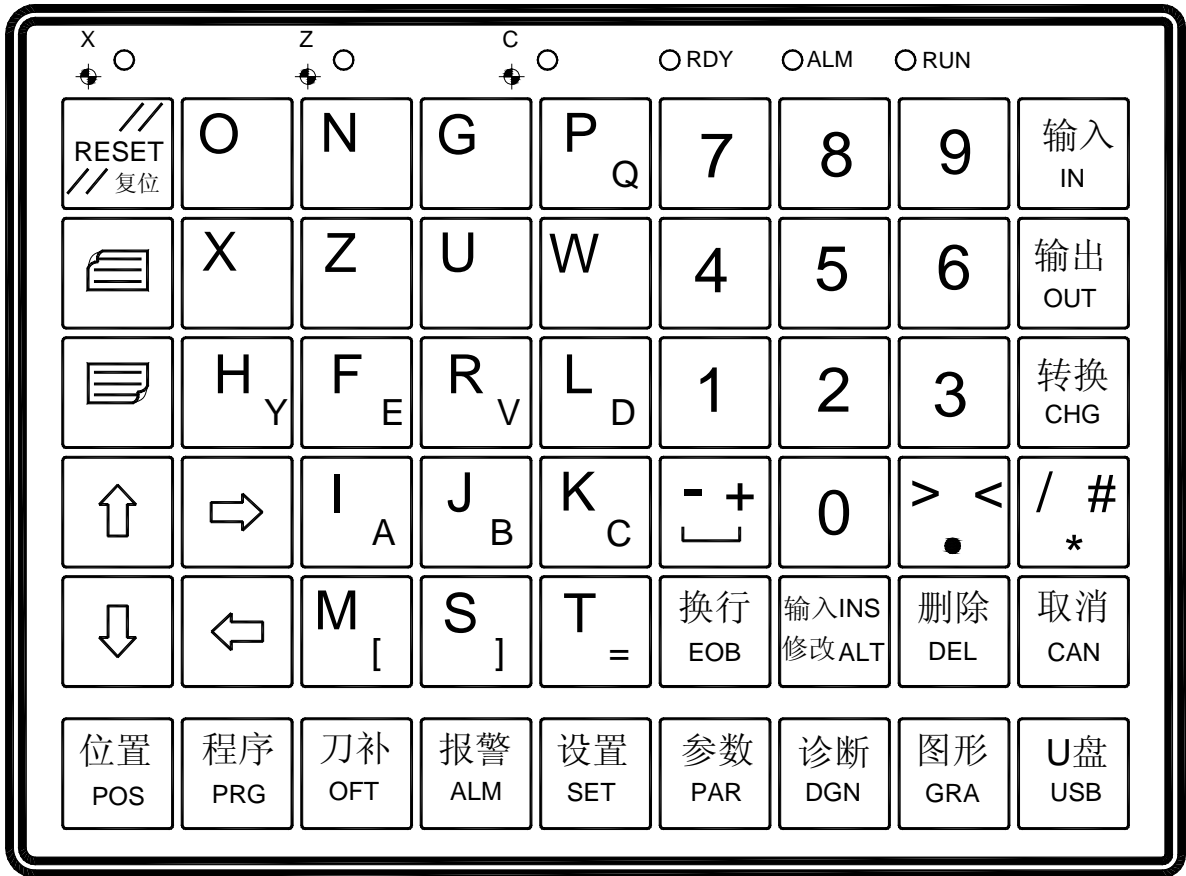 X Z C RDY ALM RUN
// RESET // 复位
O
N
G
P Q
7
8
9
输入 IN
X
Z
U
W
4
5
6
输出 OUT
H Y
F E
R V
L D
1
2
3
转换 CHG
I A
J B
K C
- +
0
> < .
/ # *
M [
S ]
T =
换行 EOB
输入INS 修改ALT
删除 DEL
取消 CAN
位置 POS
程序 PRG
刀补 OFT
报警 ALM
设置 SET
参数 PAR
诊断 DGN
图形 GRA
U盘 USB